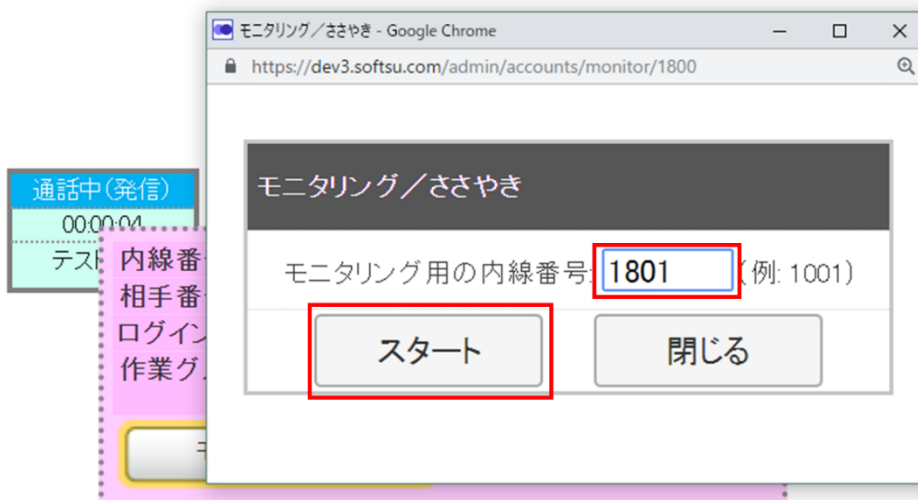 モニタリング／ささやき - Google Chrome
https://dev3.softsu.com/admin/accounts/monitor/1800
モニタリング／ささやき
モニタリング用の内線番号: 1801 (例: 1001)
スタート 閉じる
通話中(発信)
00:00:04
テスト
内線番
相手番
ログイン
作業グ
モ